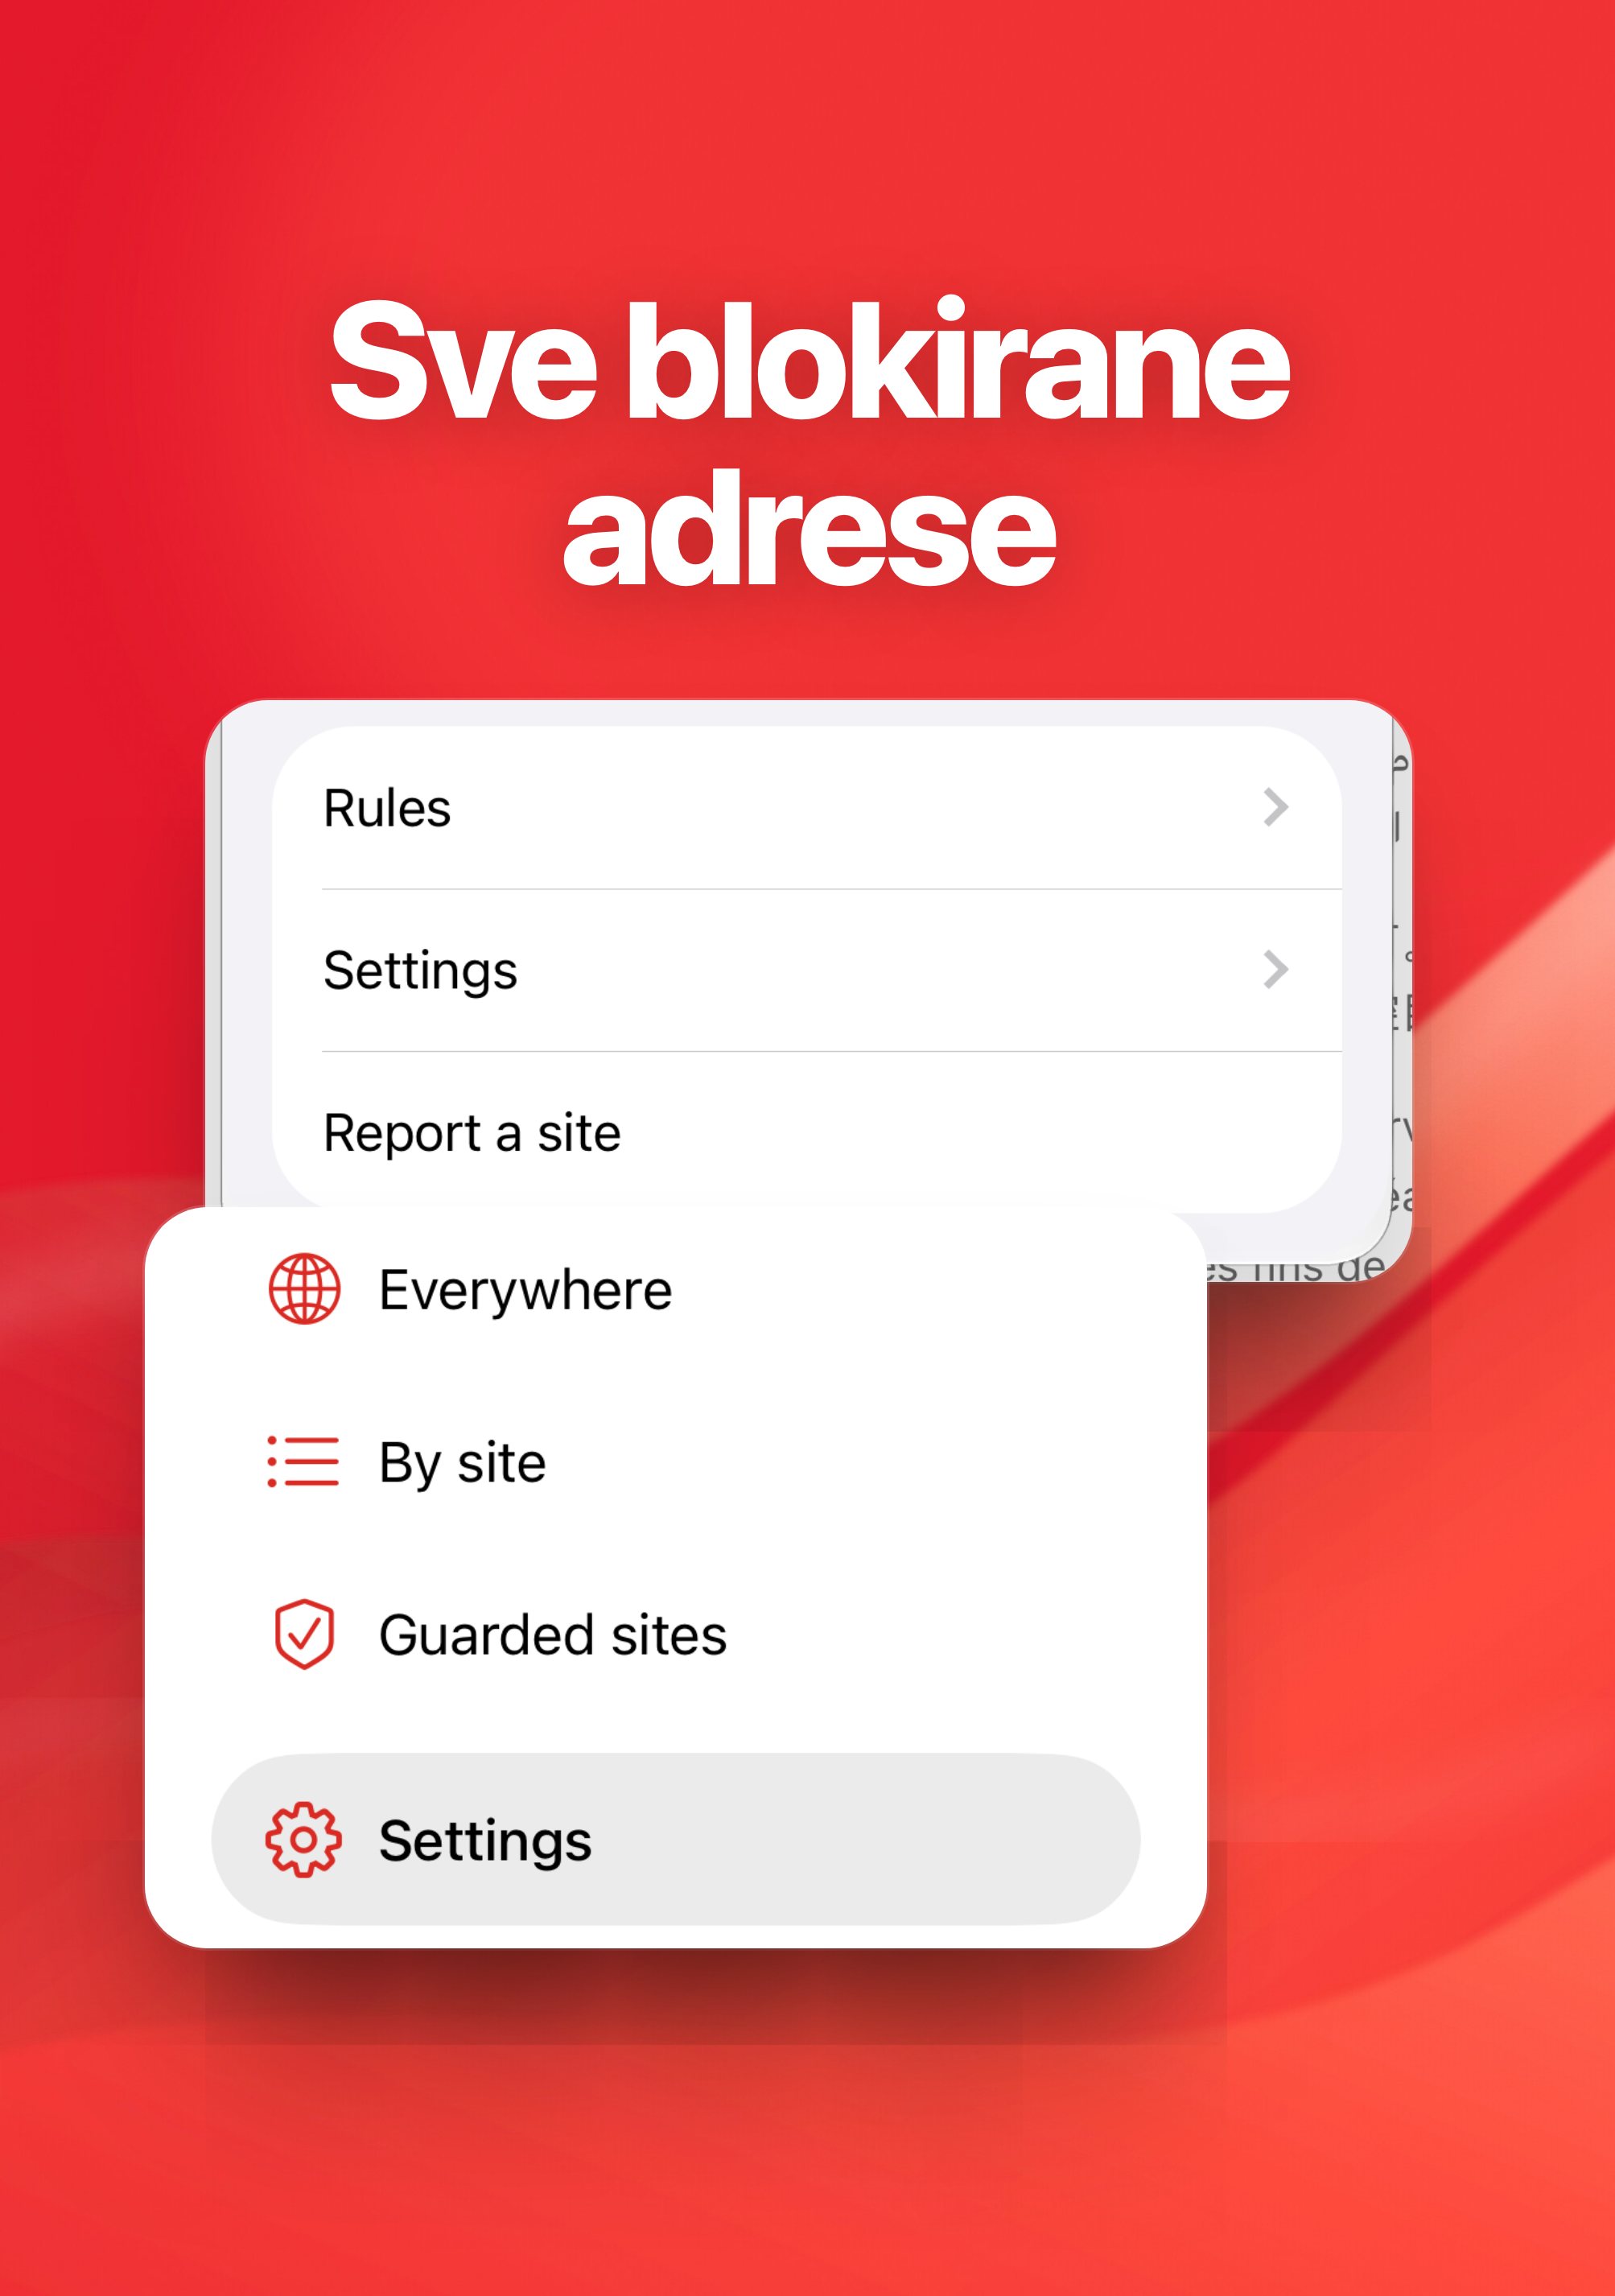 Sve blokirane
adrese
Rules
Settings
Report a site
Everywhere
By site
Guarded sites
Settings